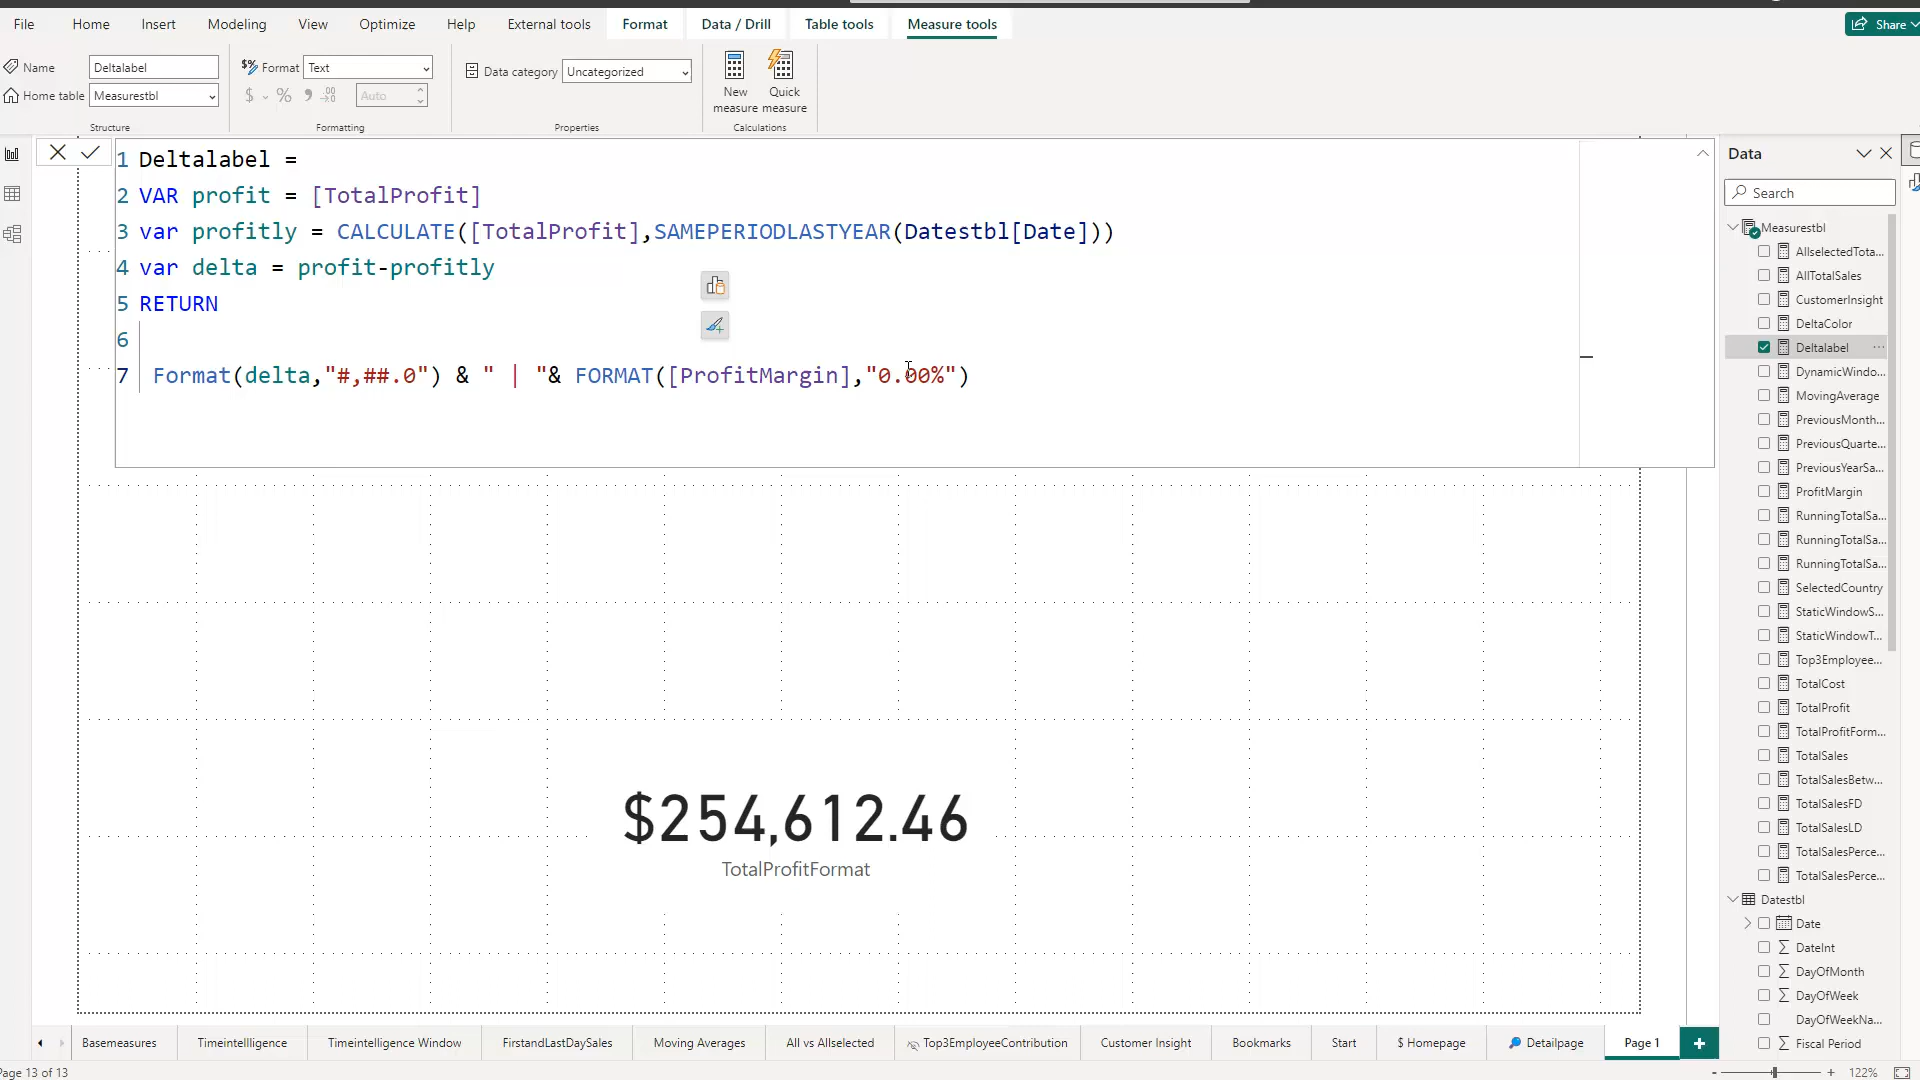 File Home Insert Modeling View Optimize Help External tools Format Data / Drill Table tools Measure tools Share
Name Deltalabel
Home table Measurestbl
Structure
$% Format Text
$ % 9 .00 Auto
Formatting
Data category Uncategorized
Properties
New measure
Quick measure
Calculations
1 Deltalabel =
2 VAR profit = [TotalProfit]
3 var profitly = CALCULATE([TotalProfit],SAMEPERIODLASTYEAR(Datestbl[Date]))
4 var delta = profit-profitly
5 RETURN
6
7 Format(delta,"#,##.0") & " | "& FORMAT([ProfitMargin],"0.00%")
$254,612.46
TotalProfitFormat
Data
Search
Measurestbl
AllselectedTota...
AllTotalSales
CustomerInsight
DeltaColor
Deltalabel ...
DynamicWindo...
MovingAverage
PreviousMonth...
PreviousQuarte...
PreviousYearSa...
ProfitMargin
RunningTotalSa...
RunningTotalSa...
RunningTotalSa...
SelectedCountry
StaticWindowS...
StaticWindowT...
Top3Employee...
TotalCost
TotalProfit
TotalProfitForm...
TotalSales
TotalSalesBetw...
TotalSalesFD
TotalSalesLD
TotalSalesPerce...
TotalSalesPerce...
Datestbl
Date
DateInt
DayOfMonth
DayOfWeek
DayOfWeekNa...
Fiscal Period
Basemeasures TimeintelIligence Timeintelligence Window FirstandLastDaySales Moving Averages All vs Allselected Top3EmployeeContribution Customer Insight Bookmarks Start $ Homepage Detailpage Page 1 +
Page 13 of 13
- + 122%